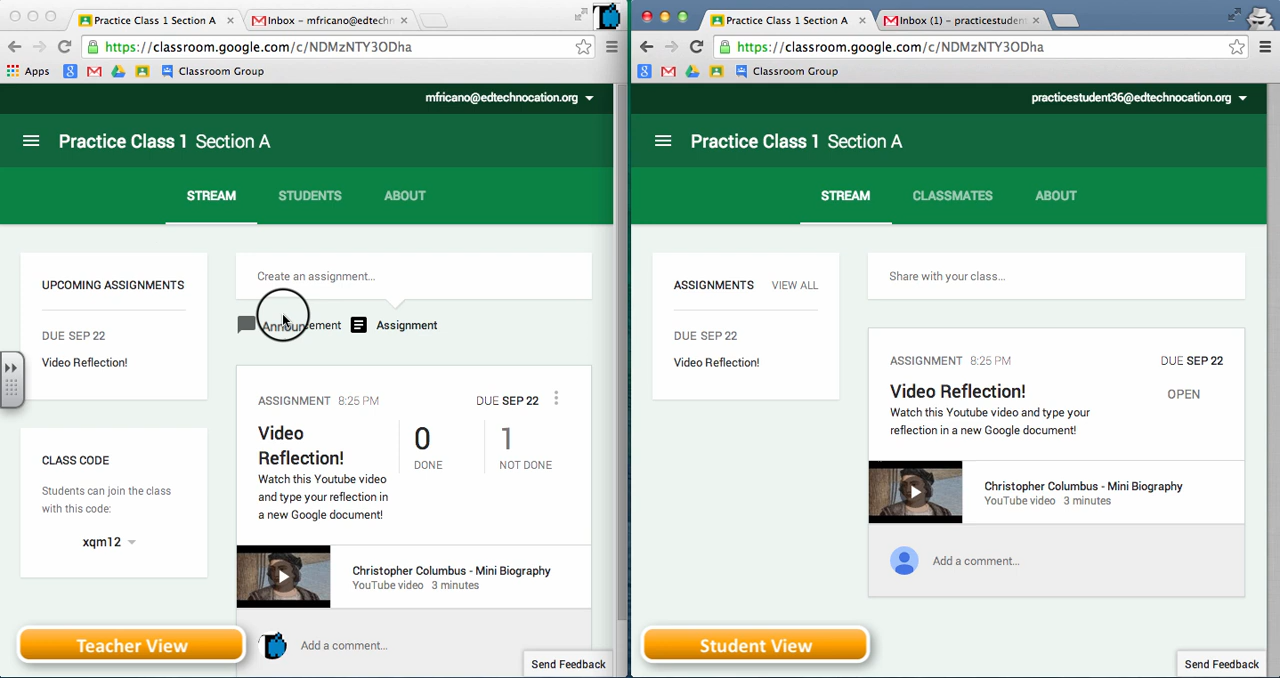 Practice Class 1 Section A
Inbox – mfricano@edtechn
https://classroom.google.com/c/NDMzNTY3ODha
Apps
Classroom Group
mfricano@edtechnocation.org
Practice Class 1 Section A
STREAM STUDENTS ABOUT
UPCOMING ASSIGNMENTS
DUE SEP 22
Video Reflection!
CLASS CODE
Students can join the class
with this code:
xqm12
Create an assignment...
Announcement Assignment
ASSIGNMENT 8:25 PM DUE SEP 22
Video
Reflection!
Watch this Youtube video
and type your reflection in
a new Google document!
0
DONE
1
NOT DONE
Christopher Columbus - Mini Biography
YouTube video 3 minutes
Add a comment...
Send Feedback
Teacher View
Practice Class 1 Section A
Inbox (1) – practicestuden
https://classroom.google.com/c/NDMzNTY3ODha
Classroom Group
practicestudent36@edtechnocation.org
Practice Class 1 Section A
STREAM CLASSMATES ABOUT
ASSIGNMENTS VIEW ALL
DUE SEP 22
Video Reflection!
Share with your class...
ASSIGNMENT 8:25 PM DUE SEP 22
Video Reflection!
OPEN
Watch this Youtube video and type your
reflection in a new Google document!
Christopher Columbus - Mini Biography
YouTube video 3 minutes
Add a comment...
Send Feedback
Student View